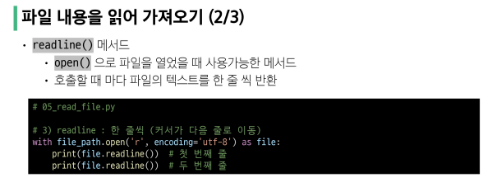 파일 내용을 읽어 가져오기 (2/3)
• readline() 메서드
• open() 으로 파일을 열었을 때 사용가능한 메서드
• 호출할 때 마다 파일의 텍스트를 한 줄 씩 반환
# 05_read_file.py
# 3) readline : 한 줄씩 (커서가 다음 줄로 이동)
with file_path.open('r', encoding='utf-8') as file:
    print(file.readline())  # 첫 번째 줄
    print(file.readline())  # 두 번째 줄